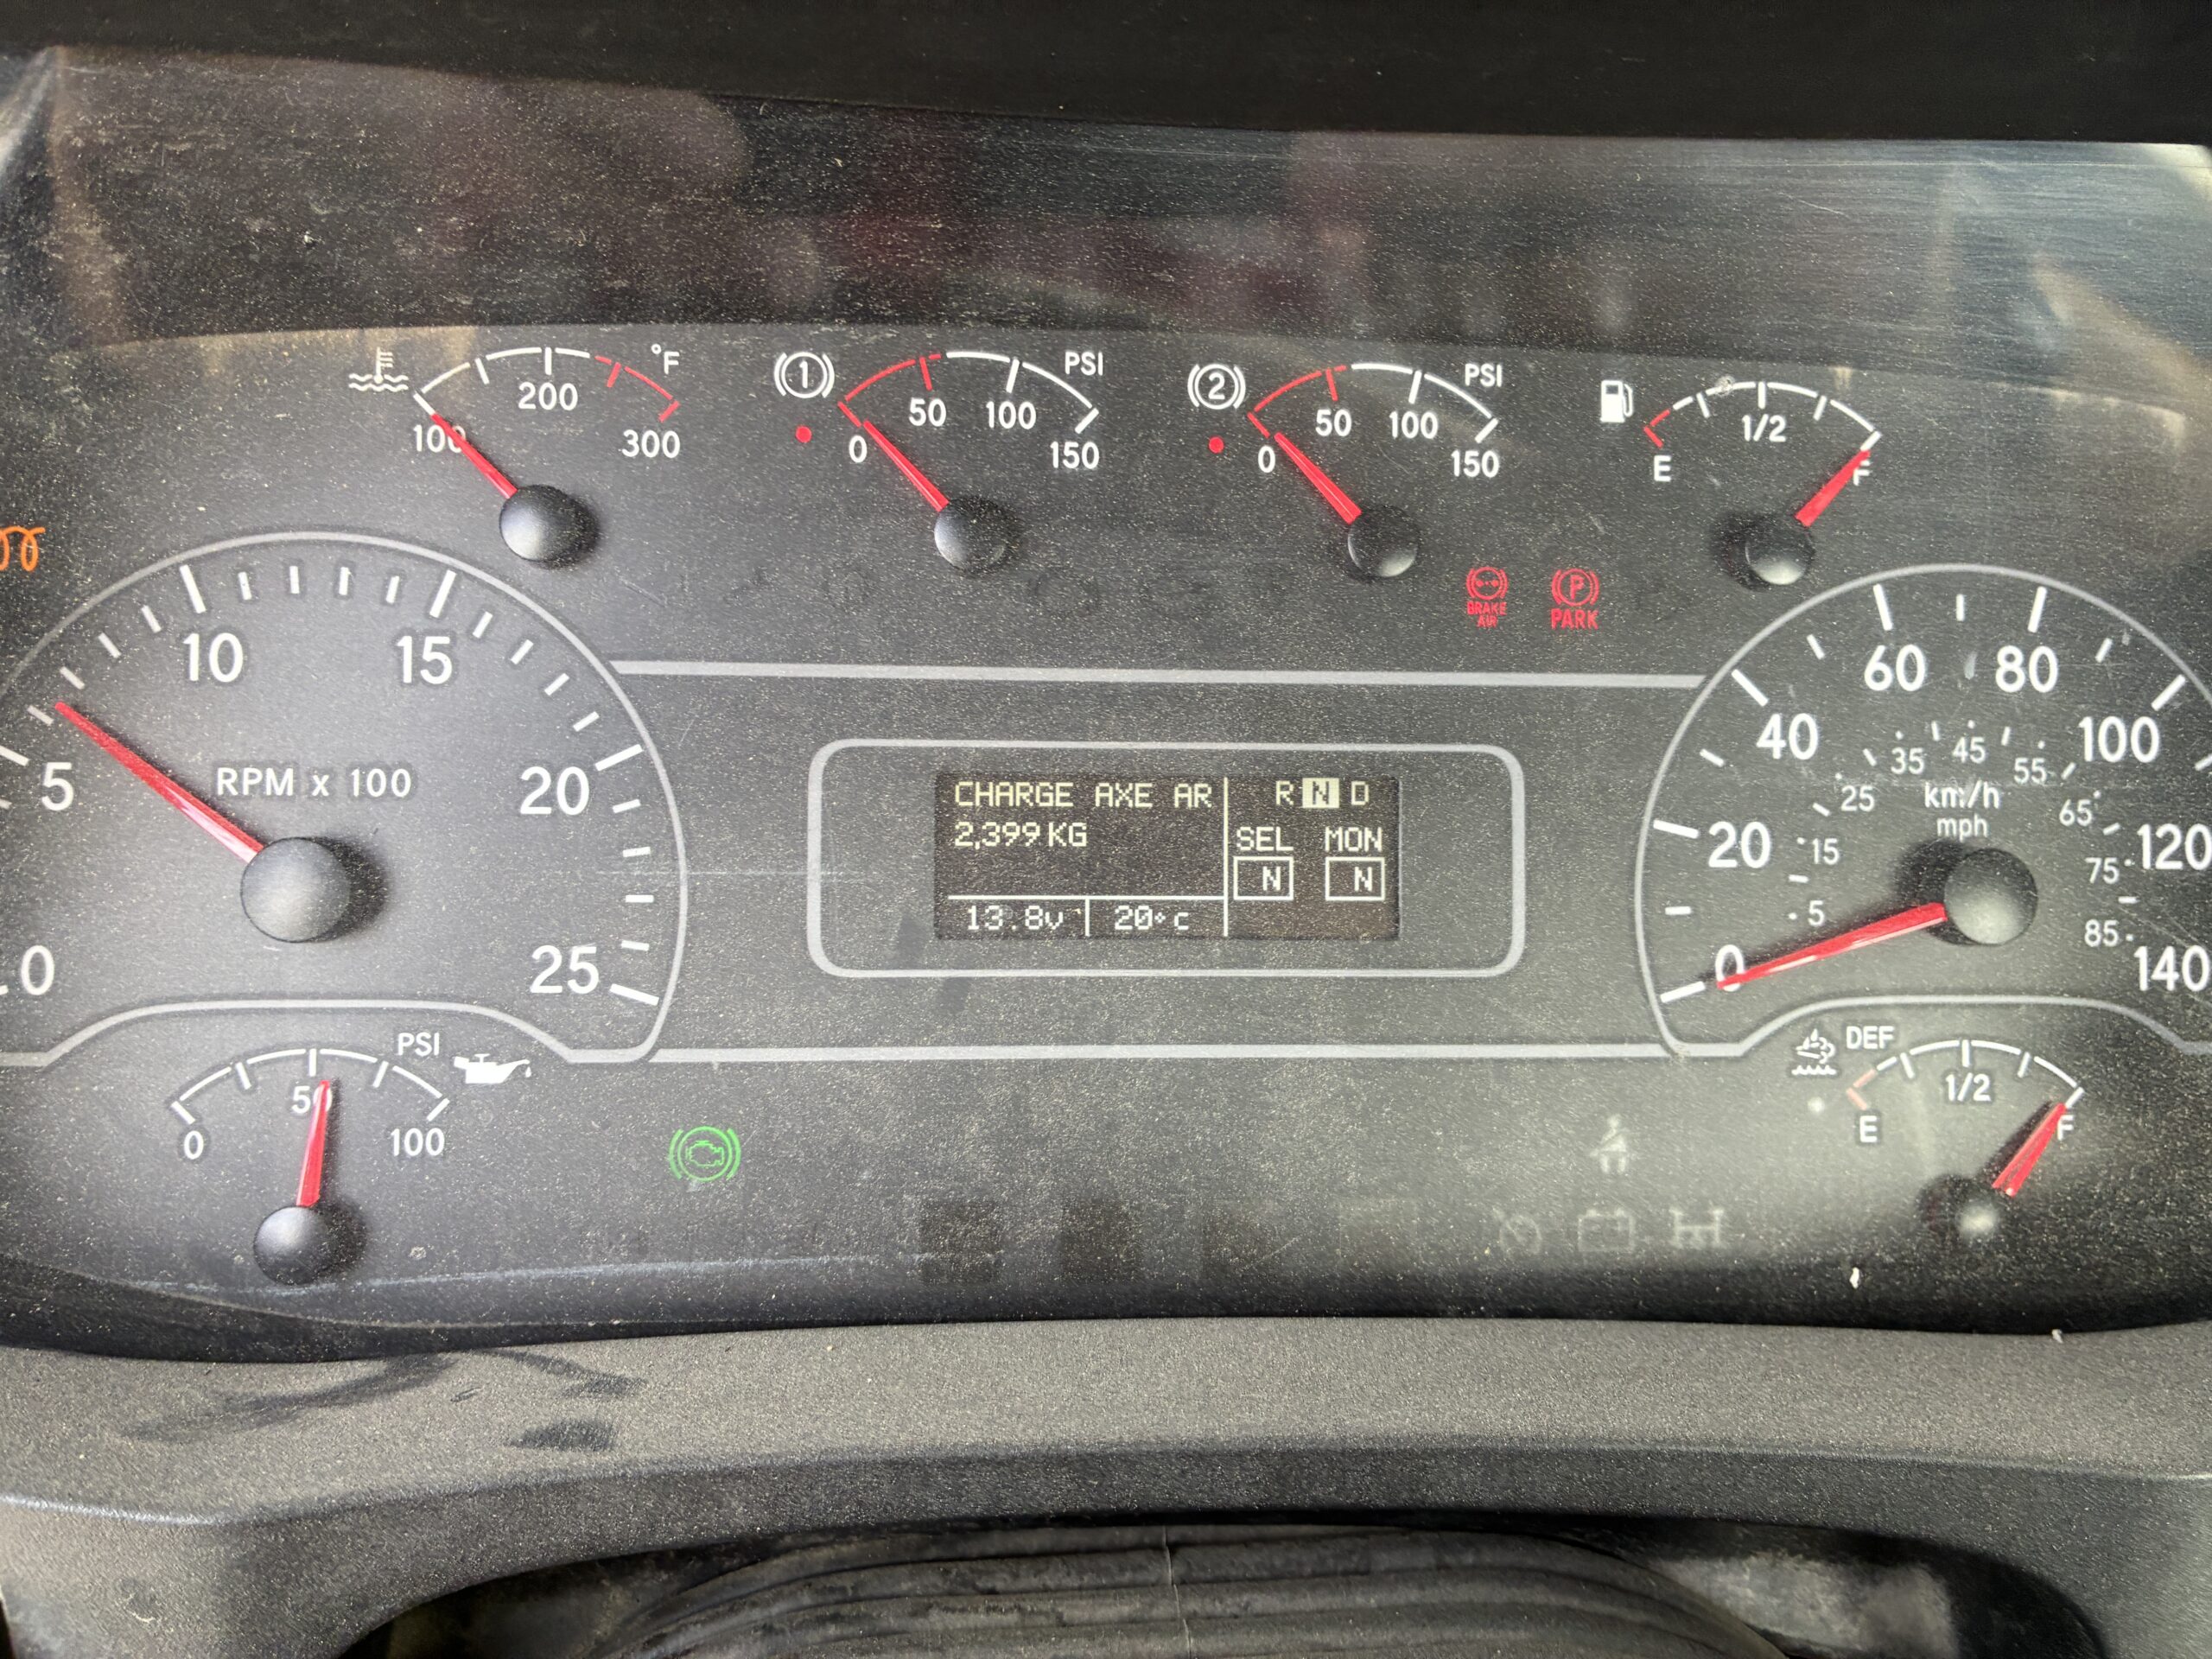 °F
100 200 300
1 PSI
0 50 100 150
2 PSI
0 50 100 150
E 1/2 F
BRAKE
AIR
P
PARK
0 5 10 15 20 25
RPM x 100
CHARGE AXE AR
2,399 KG
13.8v 20°c
R N D
SEL MON
N N
0 20 40 60 80 100 120 140
km/h
mph
5 15 25 35 45 55 65 75 85
PSI
0 50 100
DEF
E 1/2 F